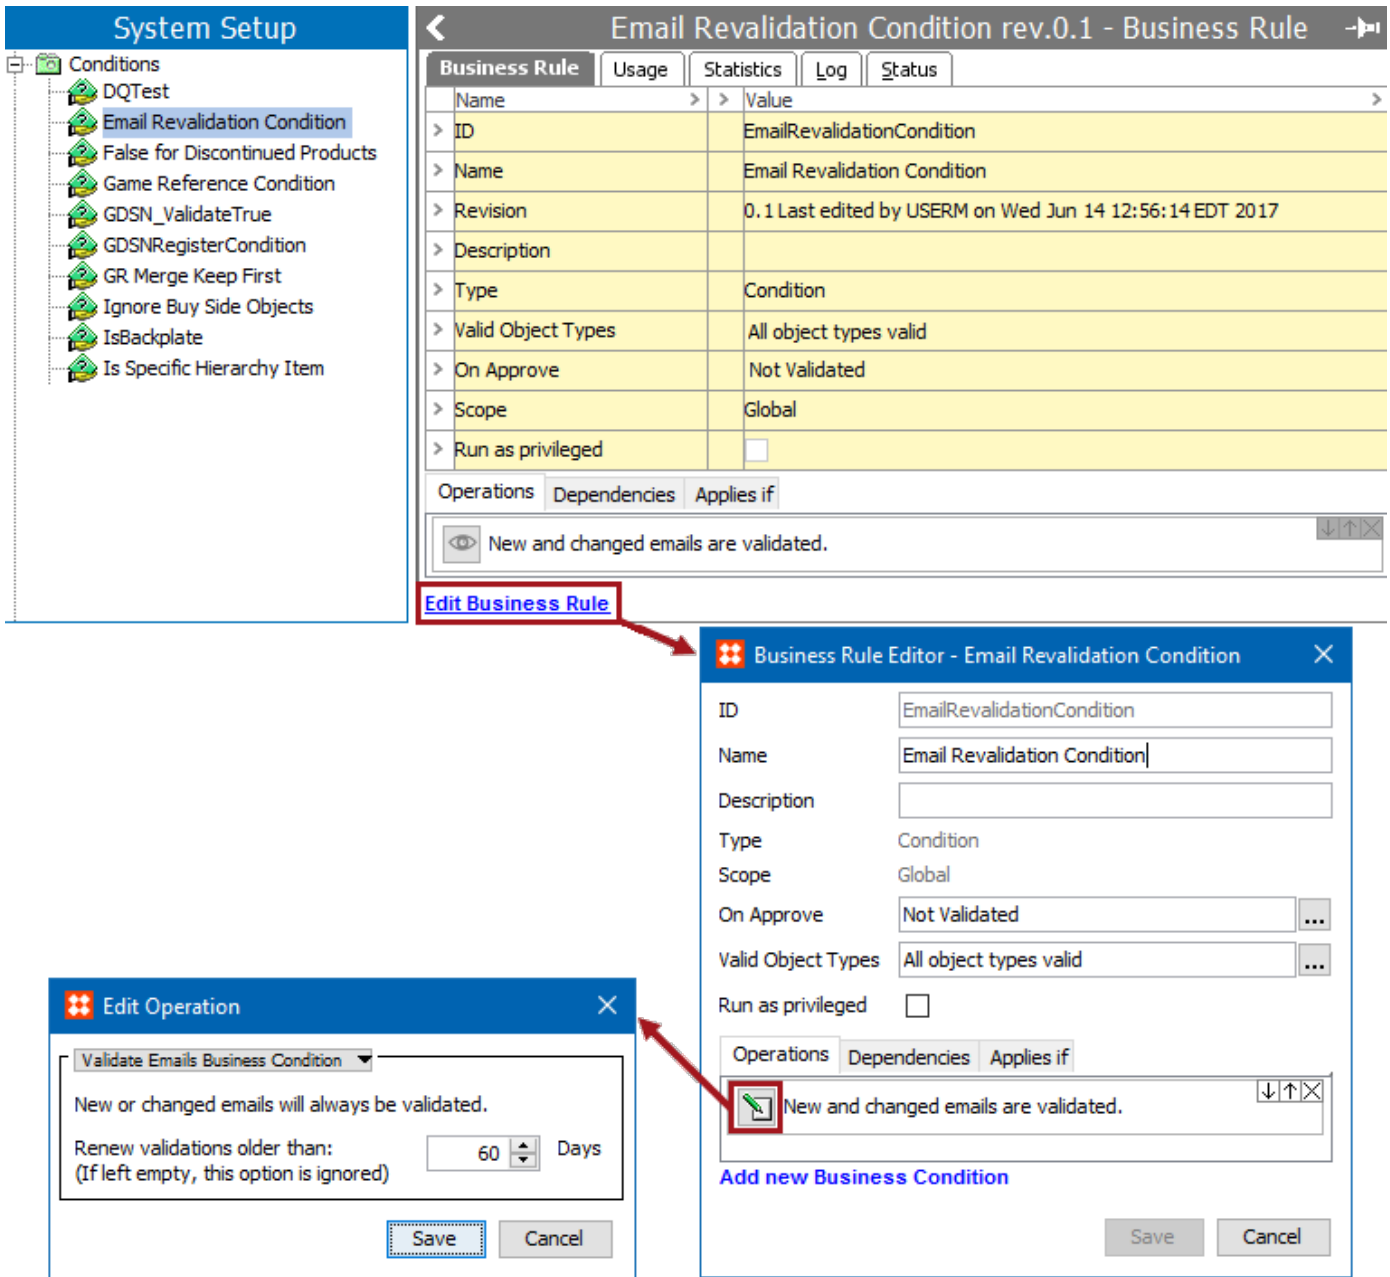 System Setup
Conditions
DQTest
Email Revalidation Condition
False for Discontinued Products
Game Reference Condition
GDSN_ValidateTrue
GDSNRegisterCondition
GR Merge Keep First
Ignore Buy Side Objects
IsBackplate
Is Specific Hierarchy Item
Email Revalidation Condition rev.0.1 - Business Rule
Business Rule Usage Statistics Log Status
Name > > Value >
> ID EmailRevalidationCondition
> Name Email Revalidation Condition
> Revision 0.1 Last edited by USERM on Wed Jun 14 12:56:14 EDT 2017
> Description
> Type Condition
> Valid Object Types All object types valid
> On Approve Not Validated
> Scope Global
> Run as privileged
Operations Dependencies Applies if
New and changed emails are validated.
Edit Business Rule
Business Rule Editor - Email Revalidation Condition
ID EmailRevalidationCondition
Name Email Revalidation Condition
Description
Type Condition
Scope Global
On Approve Not Validated ...
Valid Object Types All object types valid ...
Run as privileged
Operations Dependencies Applies if
New and changed emails are validated.
Add new Business Condition
Save Cancel
Edit Operation
Validate Emails Business Condition
New or changed emails will always be validated.
Renew validations older than: 60 Days
(If left empty, this option is ignored)
Save Cancel